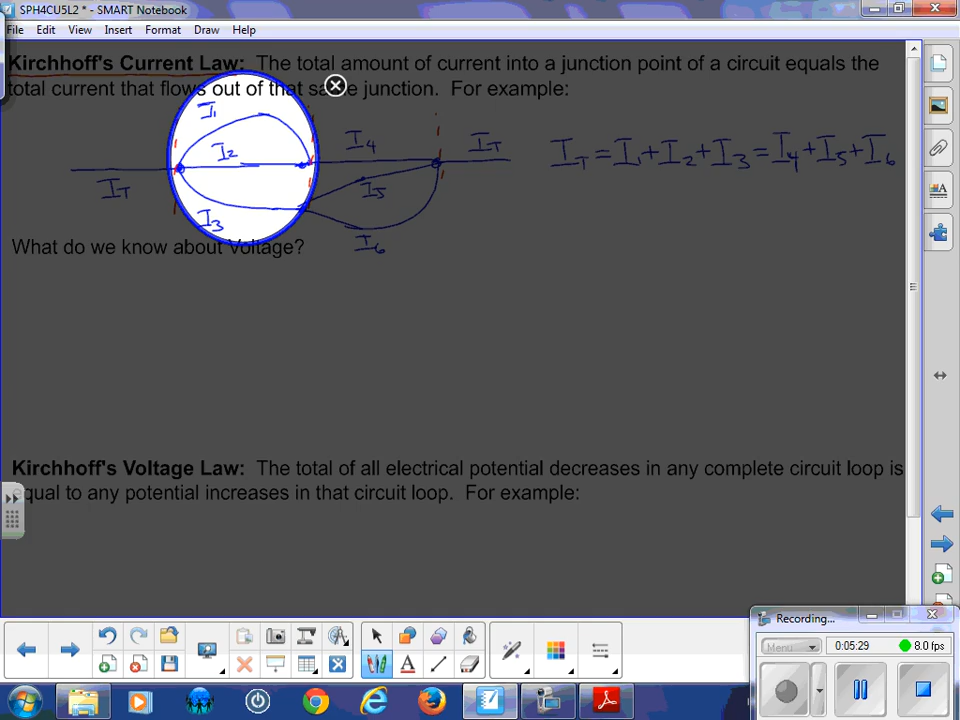 SPH4CU5L2 * - SMART Notebook
File Edit View Insert Format Draw Help
Kirchhoff's Current Law: The total amount of current into a junction point of a circuit equals the
total current that flows out of that same junction. For example:
I1
I2
I4
IT
IT = I1 + I2 + I3 = I4 + I5 + I6
IT
I5
I3
I6
What do we know about Voltage?
Kirchhoff's Voltage Law: The total of all electrical potential decreases in any complete circuit loop is
equal to any potential increases in that circuit loop. For example:
Recording...
Menu
0:05:29
8.0 fps